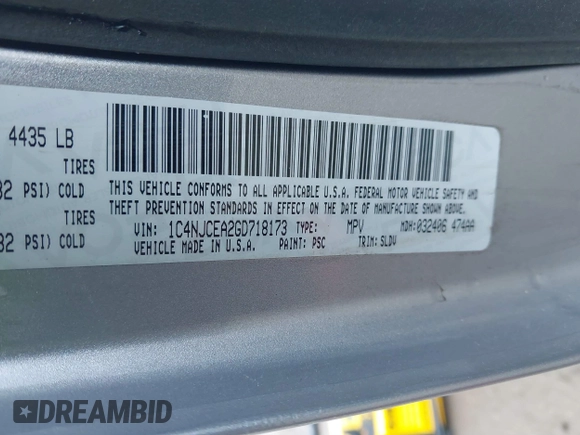 4435 LB
TIRES
32 PSI) COLD
TIRES
32 PSI) COLD
THIS VEHICLE CONFORMS TO ALL APPLICABLE U.S.A. FEDERAL MOTOR VEHICLE SAFETY AND
THEFT PREVENTION STANDARDS IN EFFECT ON THE DATE OF MANUFACTURE SHOWN ABOVE.
VIN: 1C4NJCEA2GD718173 TYPE: MPV MDH:032406 474AA
VEHICLE MADE IN U.S.A. PAINT: PSC TRIM: SLDV
DREAMBID